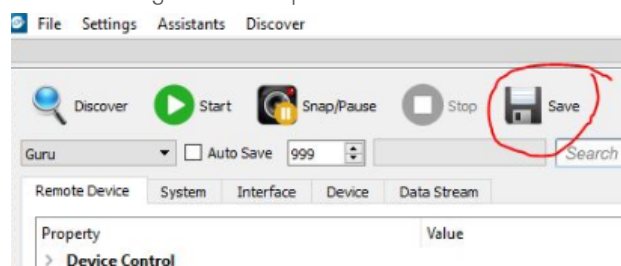 File Settings Assistants Discover
Discover Start Snap/Pause Stop Save
Guru Auto Save 999 Search
Remote Device System Interface Device Data Stream
Property Value
> Device Control